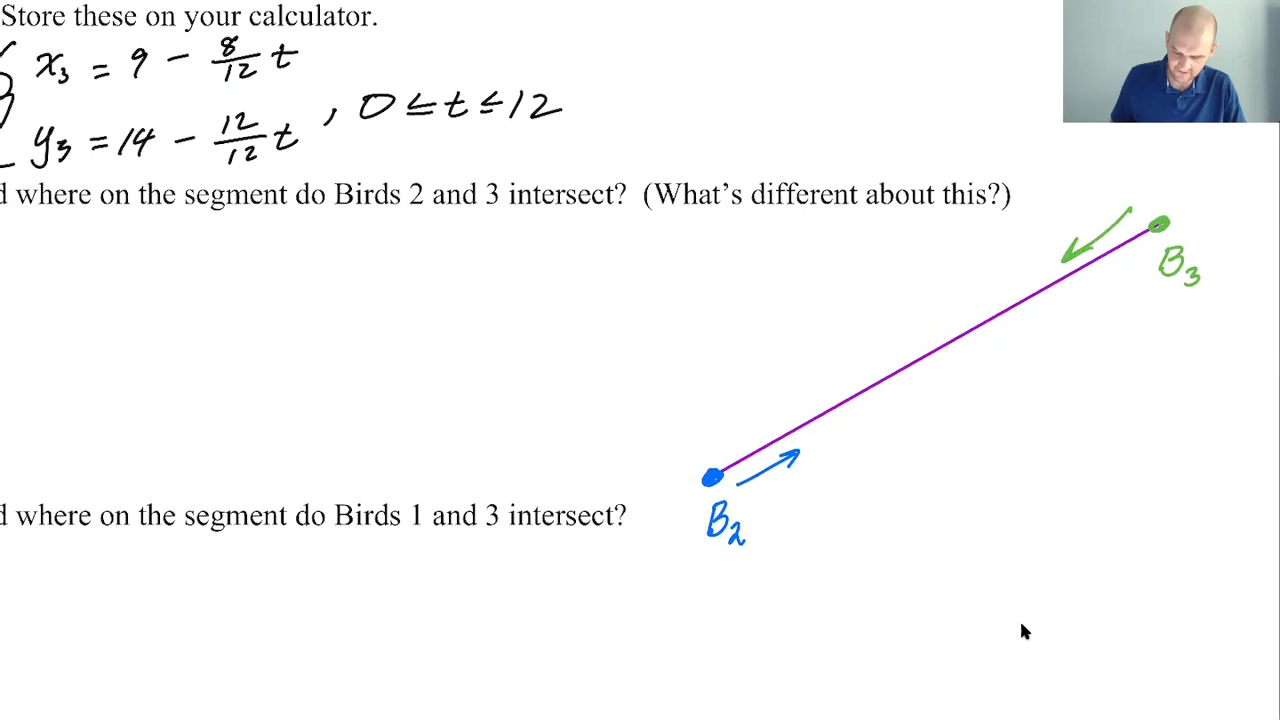 Store these on your calculator.
x₃ = 9 - 8/12 t
y₃ = 14 - 12/12 t , 0 ≤ t ≤ 12
d where on the segment do Birds 2 and 3 intersect? (What's different about this?)
B₃
d where on the segment do Birds 1 and 3 intersect?
B₂